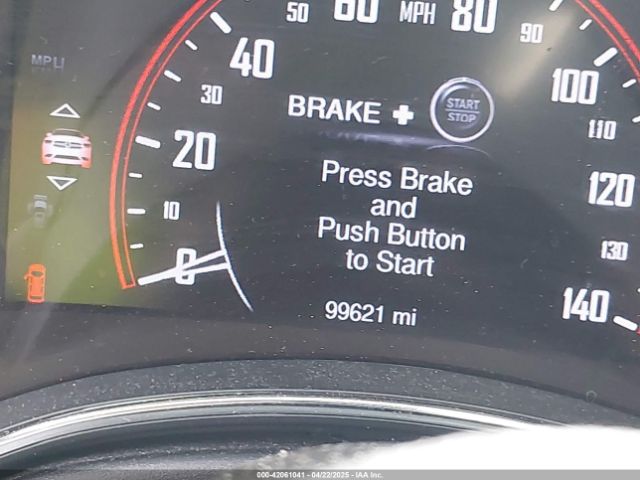 50 60 MPH 80 90
MPH
40
100
30
BRAKE + START
STOP
110
20
Press Brake
120
and
10
Push Button
130
0
to Start
140
99621 mi
000-42061041 - 04/22/2025 - IAA Inc.